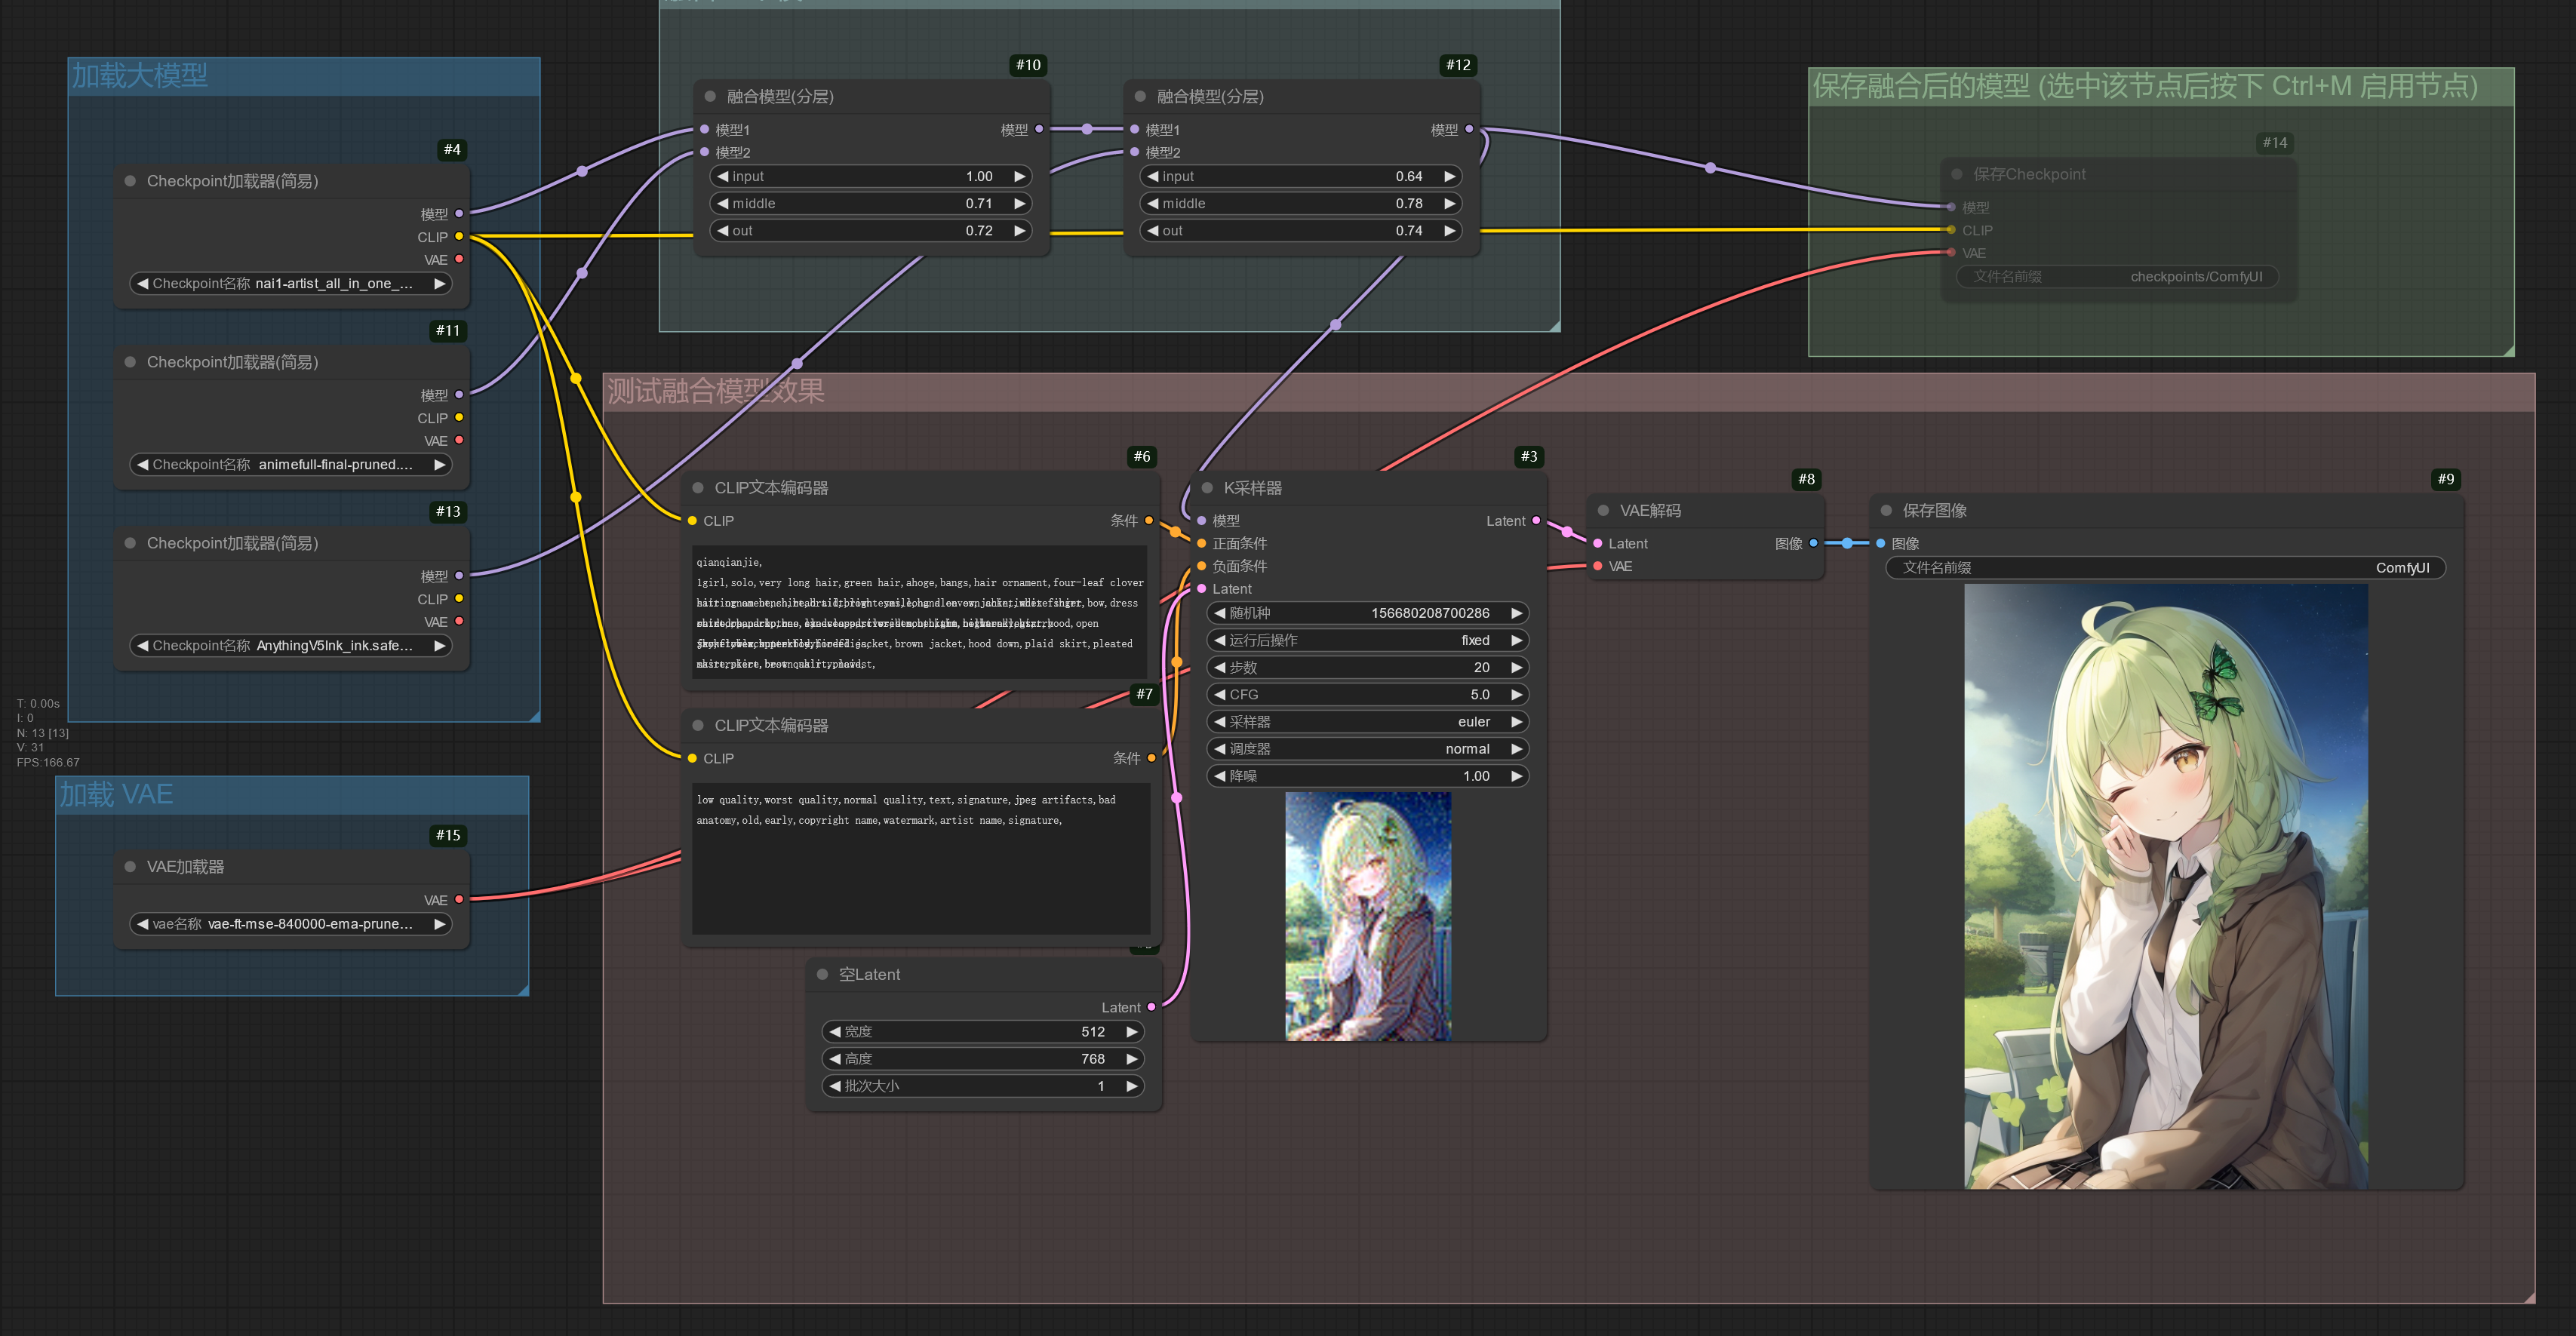 加载大模型
#4
Checkpoint加载器(简易)
模型
CLIP
VAE
Checkpoint名称 nai1-artist_all_in_one_...
#11
Checkpoint加载器(简易)
模型
CLIP
VAE
Checkpoint名称 animefull-final-pruned....
#13
Checkpoint加载器(简易)
模型
CLIP
VAE
Checkpoint名称 AnythingV5Ink_ink.safe...
T: 0.00s
I: 0
N: 13 [13]
V: 31
FPS:166.67
加载 VAE
#15
VAE加载器
VAE
vae名称 vae-ft-mse-840000-ema-prune...
#10
融合模型(分层)
模型1 模型
模型2
input 1.00
middle 0.71
out 0.72
#12
融合模型(分层)
模型1 模型
模型2
input 0.64
middle 0.78
out 0.74
保存融合后的模型 (选中该节点后按下 Ctrl+M 启用节点)
#14
保存Checkpoint
模型
CLIP
VAE
文件名前缀 checkpoints/ComfyUI
测试融合模型效果
#6
CLIP文本编码器
CLIP 条件
qianqianjie,
1girl,solo,very long hair,green hair,ahoge,bangs,hair ornament,four-leaf clover
bow,dress
hood,open
jacket,brown jacket,hood down,plaid skirt,pleated
#7
CLIP文本编码器
CLIP 条件
low quality,worst quality,normal quality,text,signature,jpeg artifacts,bad
anatomy,old,early,copyright name,watermark,artist name,signature,
空Latent
Latent
宽度 512
高度 768
批次大小 1
#3
K采样器
模型 Latent
正面条件
负面条件
Latent
随机种 156680208700286
运行后操作 fixed
步数 20
CFG 5.0
采样器 euler
调度器 normal
降噪 1.00
#8
VAE解码
Latent 图像
VAE
#9
保存图像
图像
文件名前缀 ComfyUI